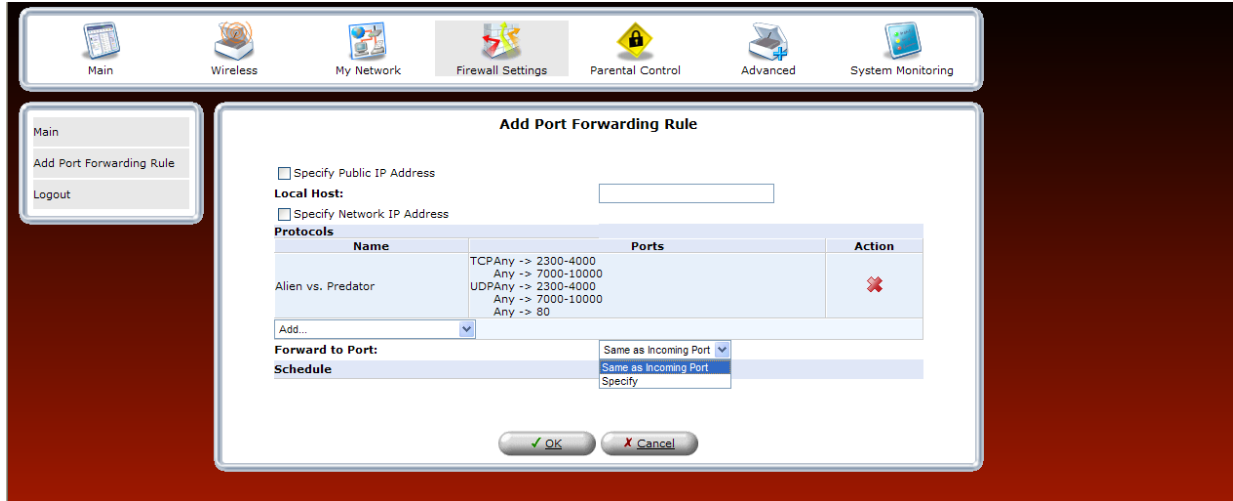 Main Wireless My Network Firewall Settings Parental Control Advanced System Monitoring
Main
Add Port Forwarding Rule
Logout
Add Port Forwarding Rule
Specify Public IP Address
Local Host:
Specify Network IP Address
Protocols
Name Ports Action
Alien vs. Predator
TCPAny -> 2300-4000
Any -> 7000-10000
UDPAny -> 2300-4000
Any -> 7000-10000
Any -> 80
Add...
Forward to Port: Same as Incoming Port
Same as Incoming Port
Specify
Schedule
OK Cancel